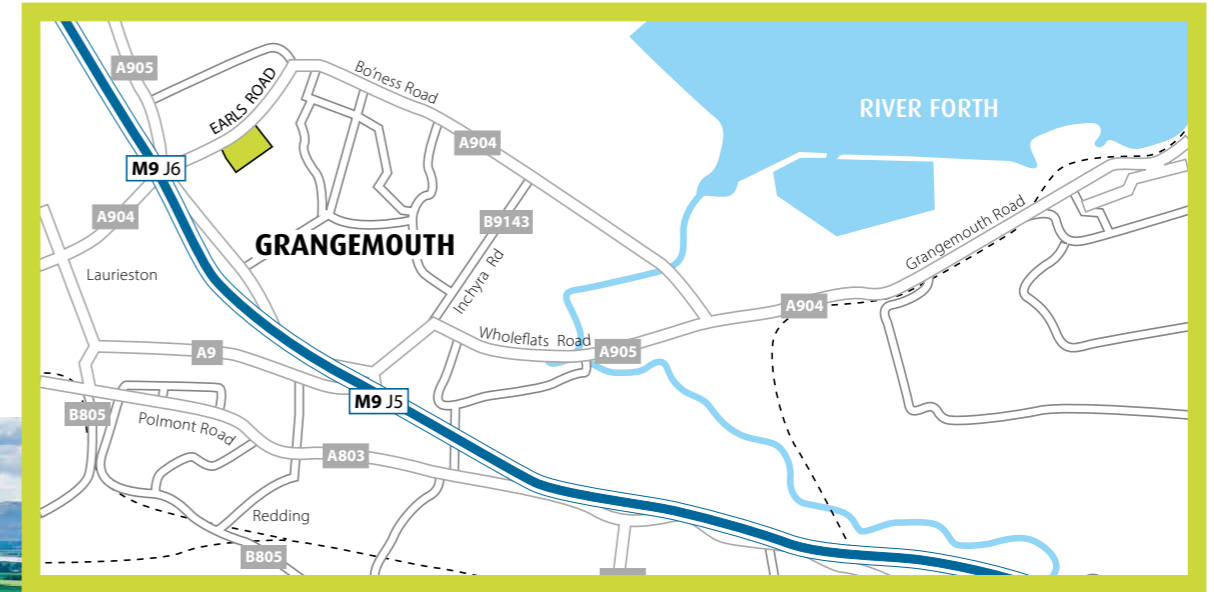 A905
EARLS ROAD
Bo'ness Road
RIVER FORTH
A904
M9 J6
A904
B9143
Grangemouth Road
GRANGEMOUTH
Laurieston
Inchyra Rd
A904
Wholeflats Road
A905
A9
M9 J5
B805
Polmont Road
A803
Redding
B805